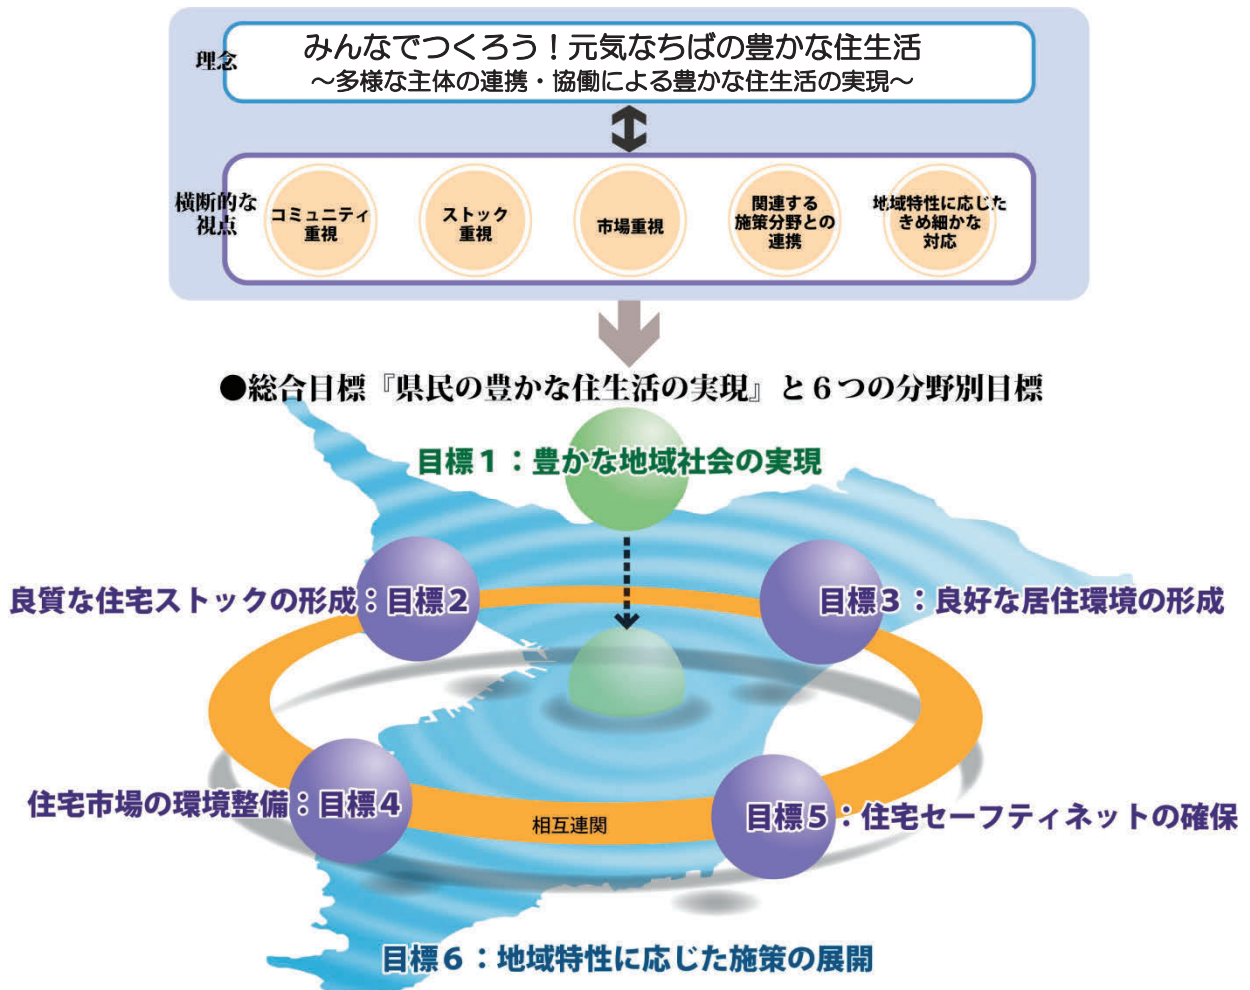 理念
みんなでつくろう！元気なちばの豊かな住生活
～多様な主体の連携・協働による豊かな住生活の実現～
横断的な
視点
コミュニティ
重視
ストック
重視
市場重視
関連する
施策分野との
連携
地域特性に応じた
きめ細かな
対応
●総合目標『県民の豊かな住生活の実現』と６つの分野別目標
目標１：豊かな地域社会の実現
良質な住宅ストックの形成：目標２
目標３：良好な居住環境の形成
住宅市場の環境整備：目標４
目標５：住宅セーフティネットの確保
相互連関
目標６：地域特性に応じた施策の展開